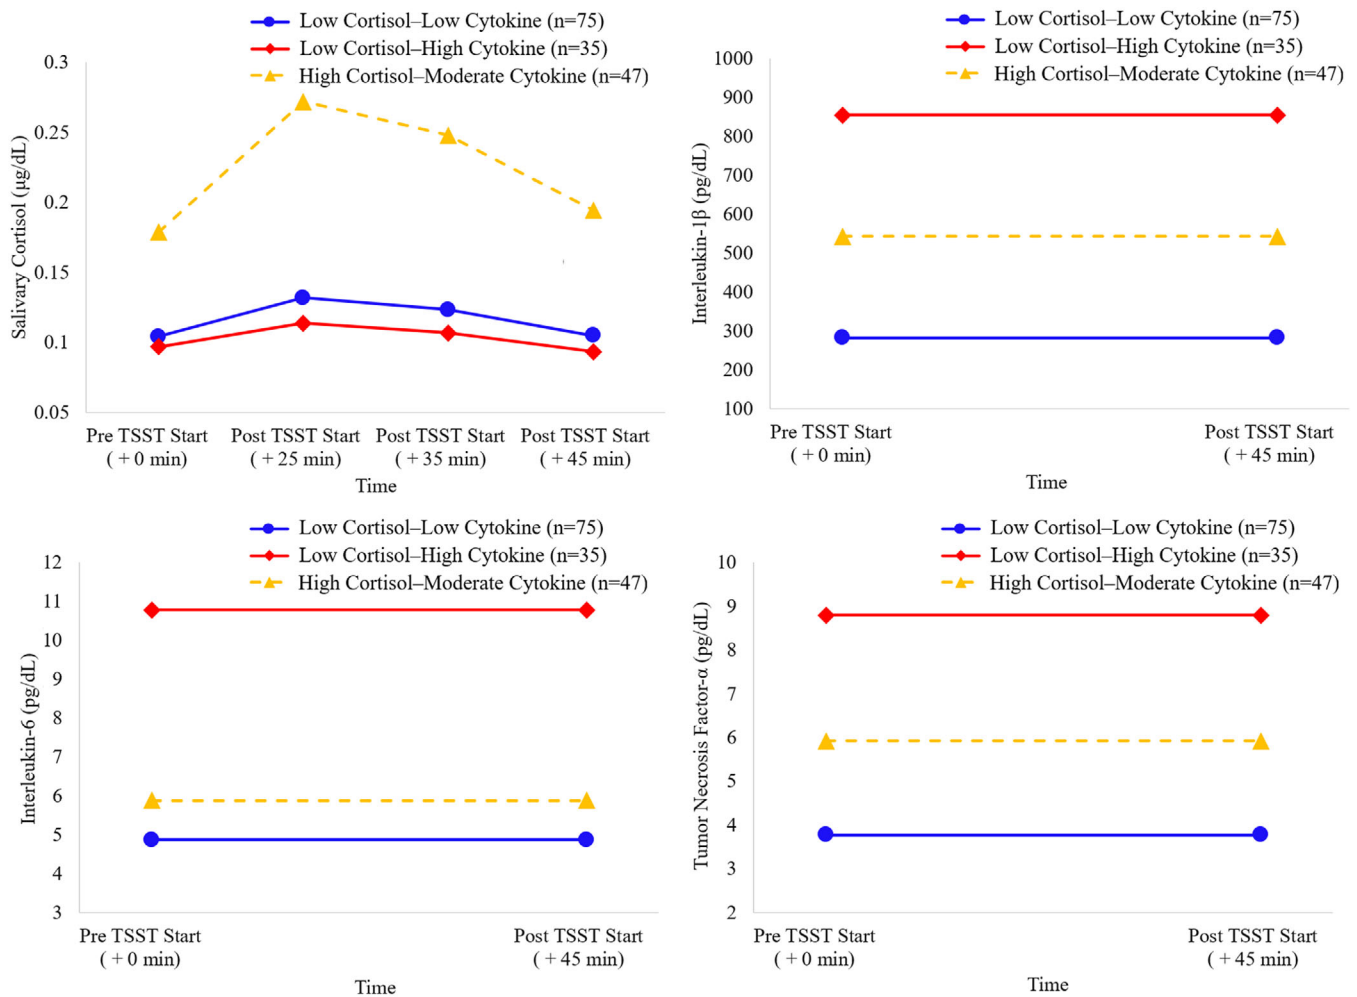 Low Cortisol–Low Cytokine (n=75)
Low Cortisol–High Cytokine (n=35)
High Cortisol–Moderate Cytokine (n=47)
0.3
0.25
0.2
0.15
0.1
0.05
Salivary Cortisol (µg/dL)
Pre TSST Start
( + 0 min)
Post TSST Start
( + 25 min)
Post TSST Start
( + 35 min)
Post TSST Start
( + 45 min)
Time
Low Cortisol–Low Cytokine (n=75)
Low Cortisol–High Cytokine (n=35)
High Cortisol–Moderate Cytokine (n=47)
1000
900
800
700
600
500
400
300
200
100
Interleukin-1β (pg/dL)
Pre TSST Start
( + 0 min)
Post TSST Start
( + 45 min)
Time
Low Cortisol–Low Cytokine (n=75)
Low Cortisol–High Cytokine (n=35)
High Cortisol–Moderate Cytokine (n=47)
12
11
10
9
8
7
6
5
4
3
Interleukin-6 (pg/dL)
Pre TSST Start
( + 0 min)
Post TSST Start
( + 45 min)
Time
Low Cortisol–Low Cytokine (n=75)
Low Cortisol–High Cytokine (n=35)
High Cortisol–Moderate Cytokine (n=47)
10
9
8
7
6
5
4
3
2
Tumor Necrosis Factor-α (pg/dL)
Pre TSST Start
( + 0 min)
Post TSST Start
( + 45 min)
Time